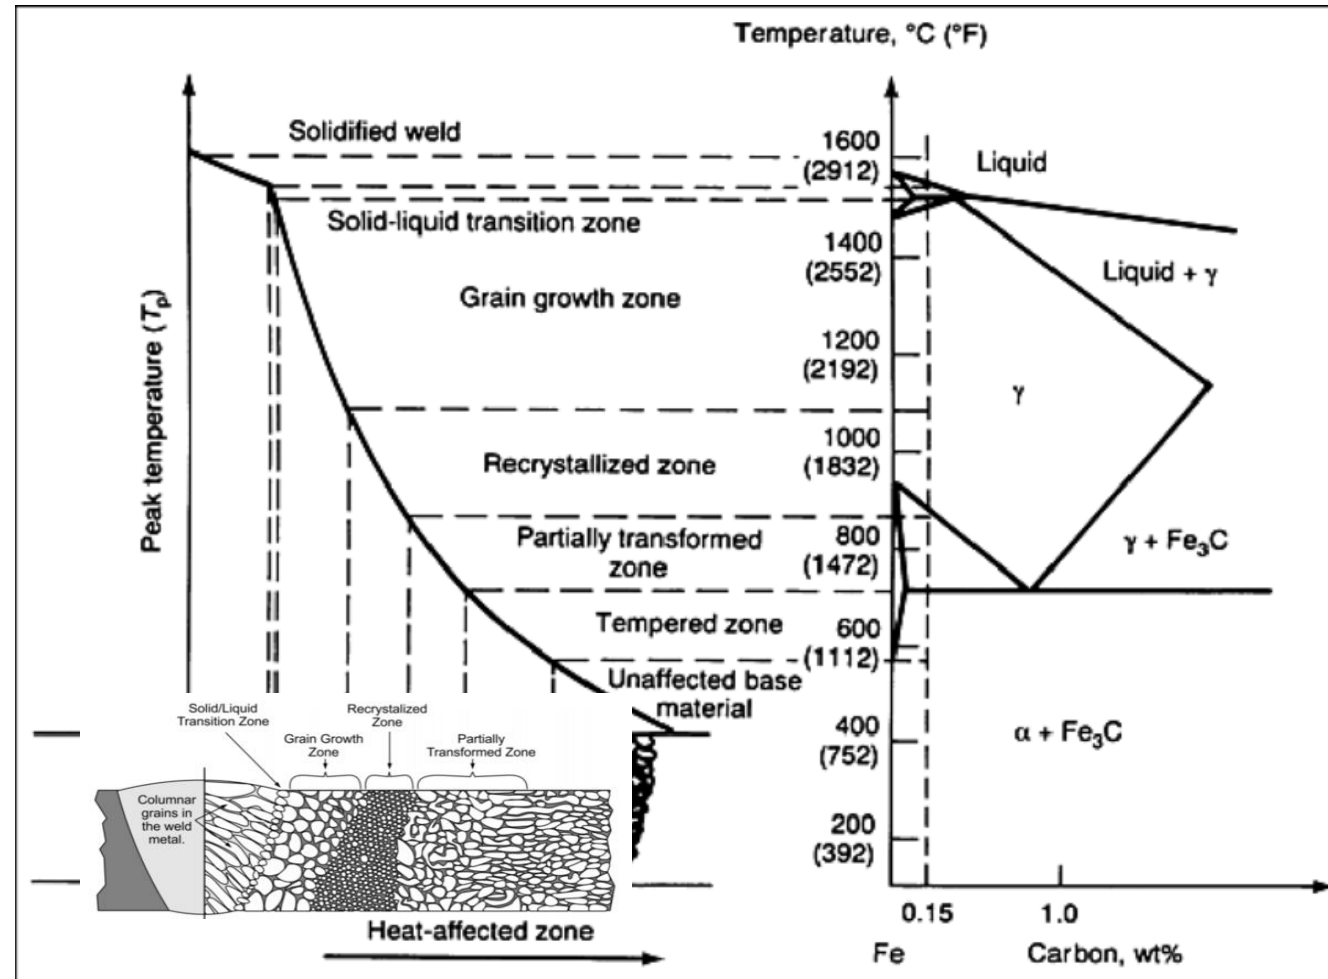 Temperature, °C (°F)
Solidified weld
Solid-liquid transition zone
Grain growth zone
Recrystallized zone
Partially transformed
zone
Tempered zone
Unaffected base
material
Peak temperature (Tp)
1600
(2912)
1400
(2552)
1200
(2192)
1000
(1832)
800
(1472)
600
(1112)
400
(752)
200
(392)
Liquid
Liquid + γ
γ
γ + Fe₃C
α + Fe₃C
Solid/Liquid
Transition Zone
Grain Growth
Zone
Recrystalized
Zone
Partially
Transformed Zone
Columnar
grains in
the weld
metal.
Heat-affected zone
0.15 1.0
Fe Carbon, wt%